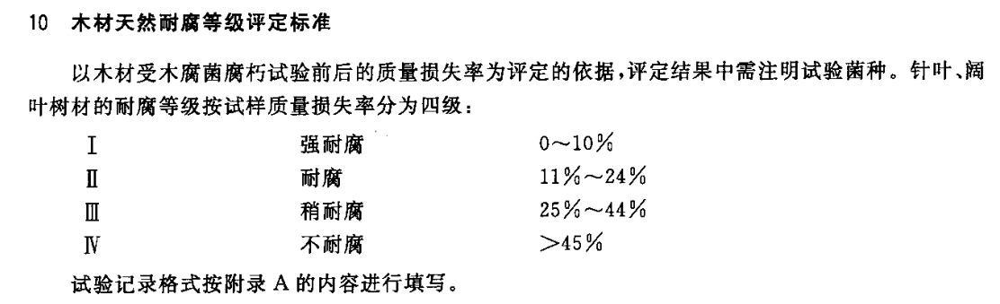 10 木材天然耐腐等级评定标准
以木材受木腐菌腐朽试验前后的质量损失率为评定的依据,评定结果中需注明试验菌种。针叶、阔
叶树材的耐腐等级按试样质量损失率分为四级:
Ⅰ 强耐腐 0~10%
Ⅱ 耐腐 11%~24%
Ⅲ 稍耐腐 25%~44%
Ⅳ 不耐腐 >45%
试验记录格式按附录 A 的内容进行填写。